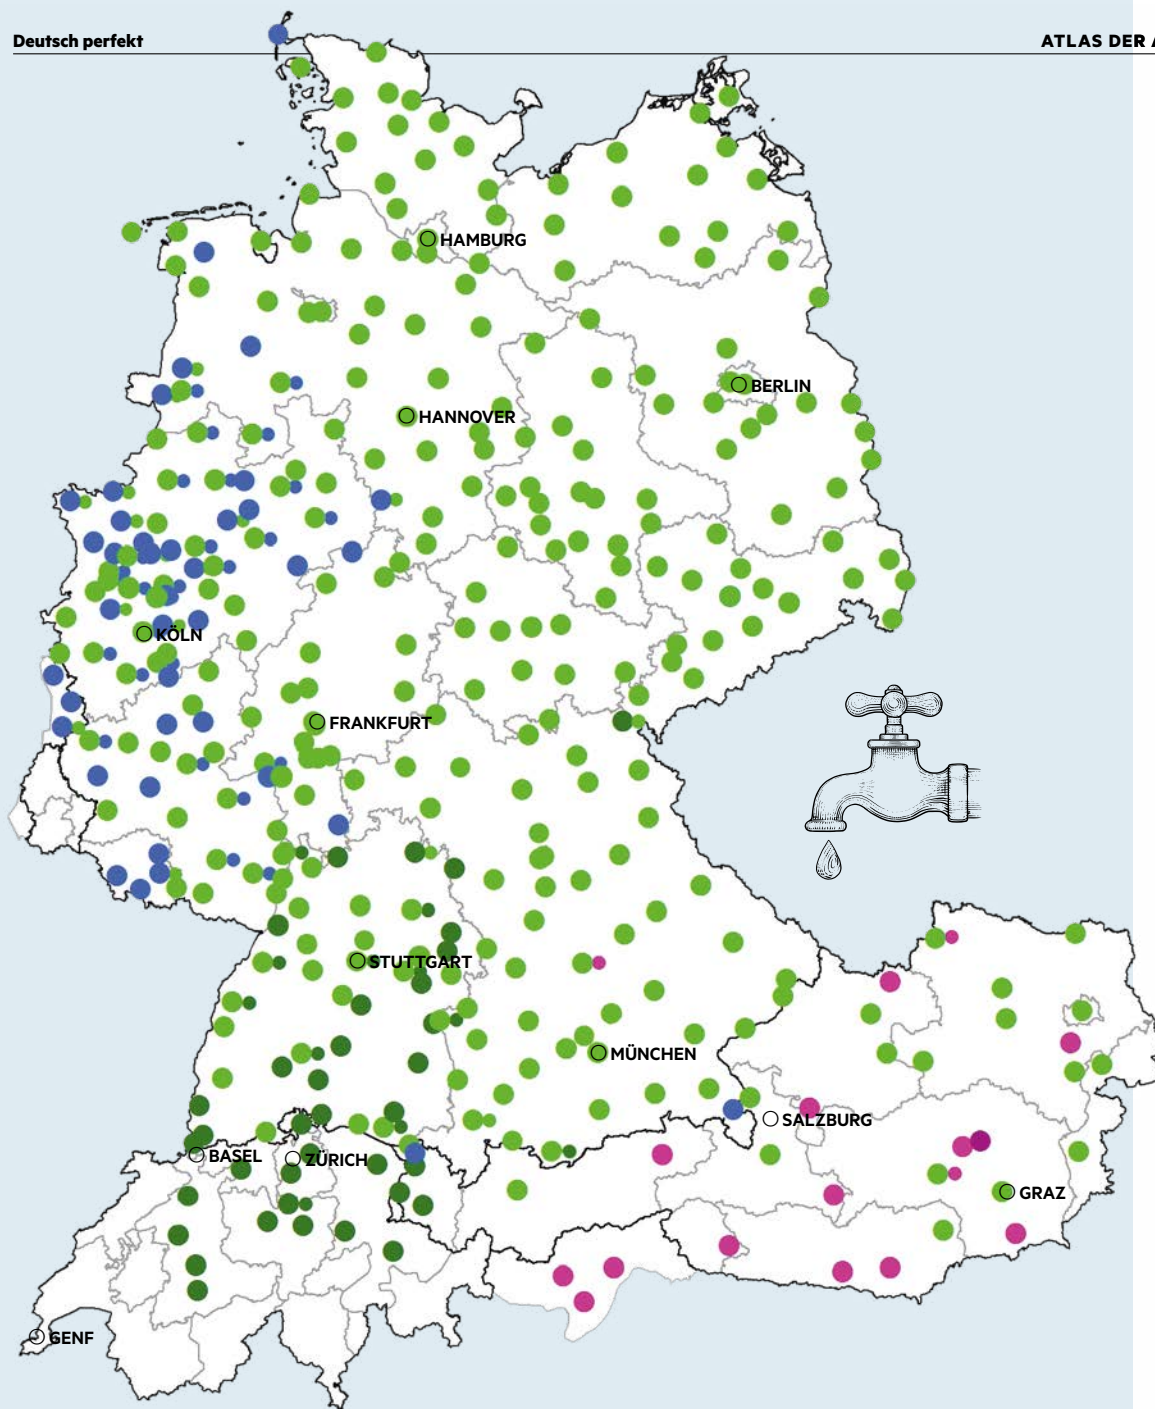 Deutsch perfekt
ATLAS DER A
HAMBURG
BERLIN
HANNOVER
KÖLN
FRANKFURT
STUTTGART
MÜNCHEN
SALZBURG
BASEL
ZÜRICH
GRAZ
GENF